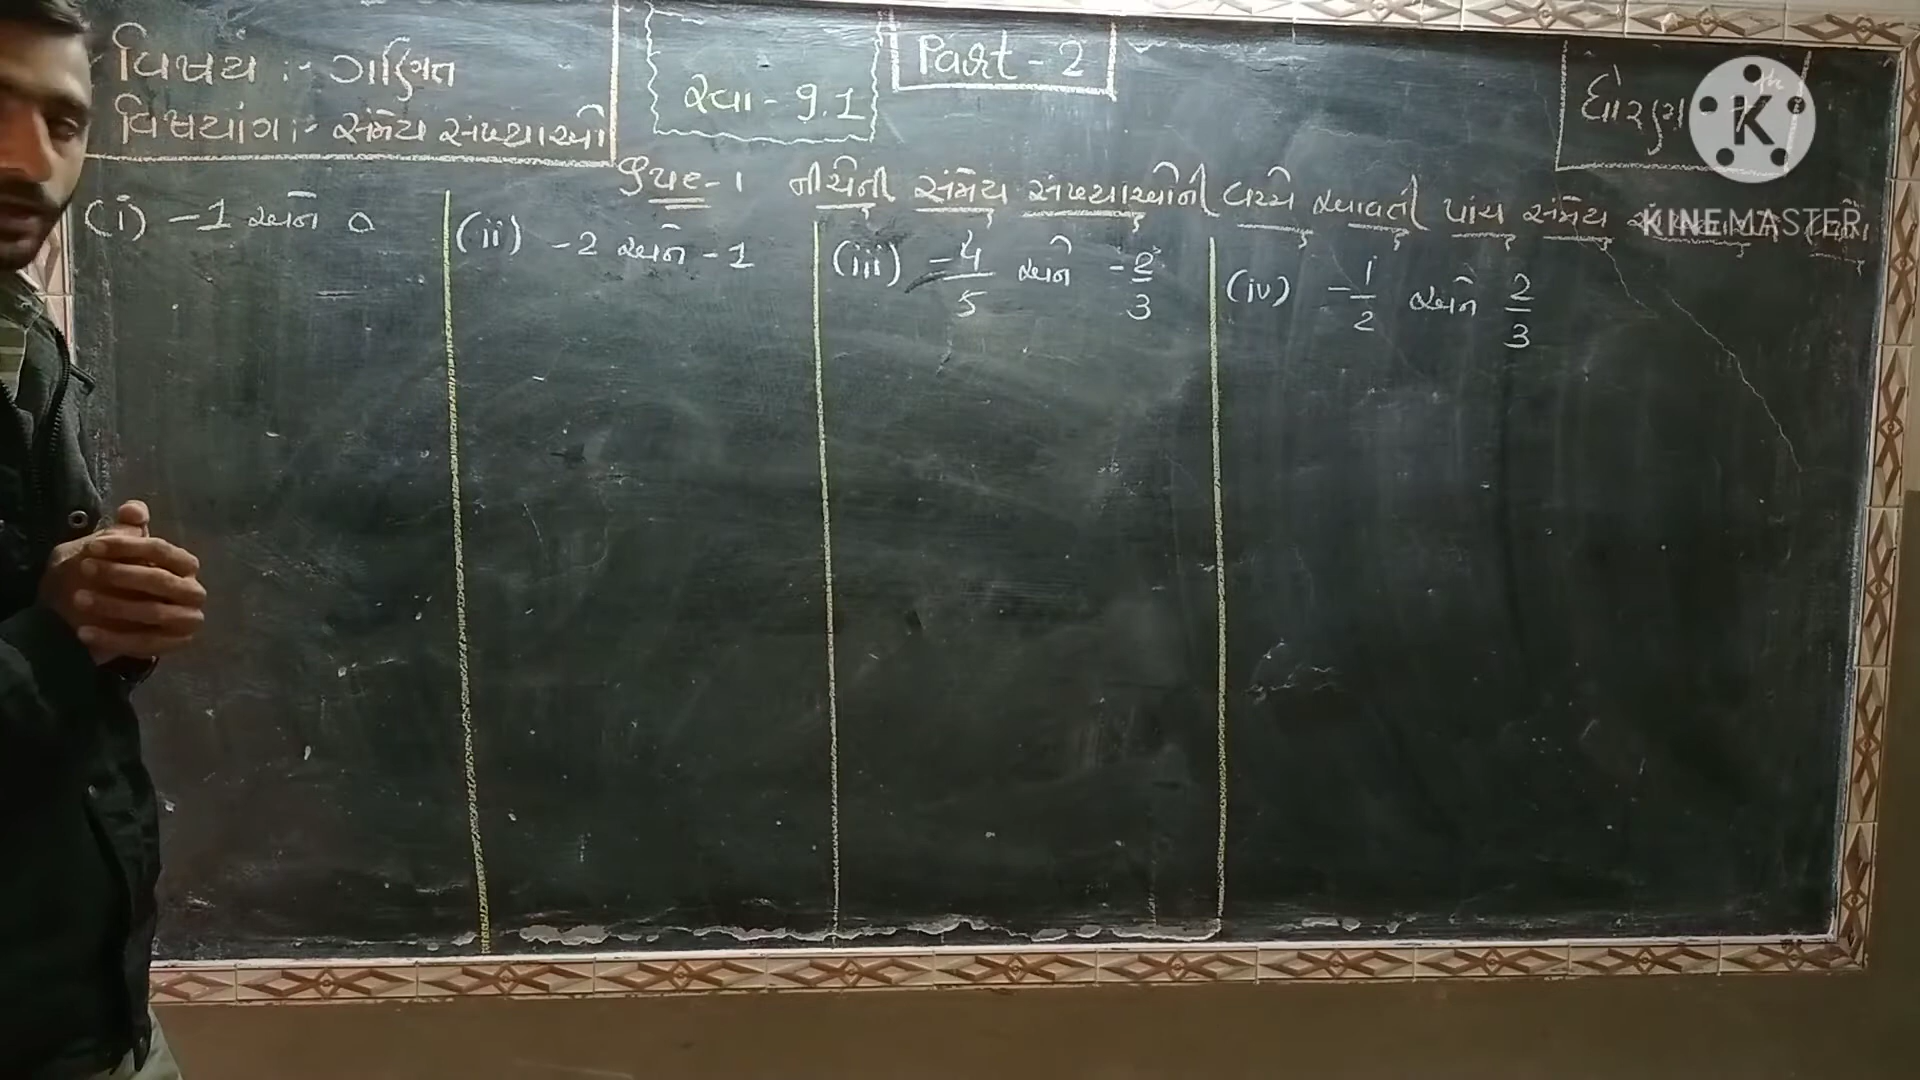 વિષય :- ગણિત
વિષયાંગ :- સંમેય સંખ્યાઓ
સ્વા - 9.1
Part - 2
ધોરણ
નીચેની સંમેય સંખ્યાઓની વચ્ચે આવતી પાંચ સંમેય
(i) -1 અને 0
(ii) -2 અને -1
(iii) -4/5 અને -2/3
(iv) -1/2 અને 2/3
K
KINEMASTER